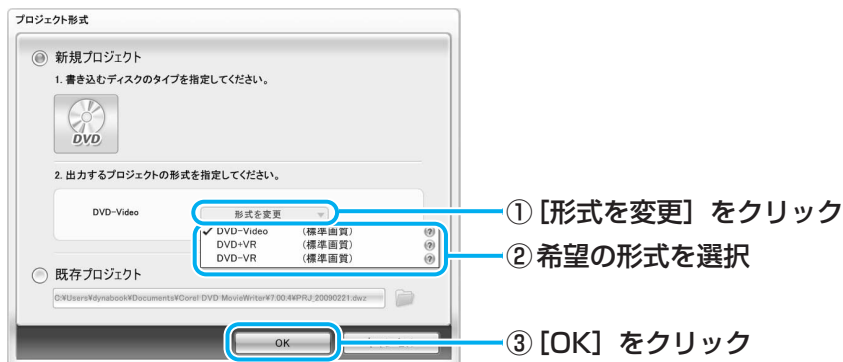 プロジェクト形式
新規プロジェクト
1. 書き込むディスクのタイプを指定してください。
DVD
2. 出力するプロジェクトの形式を指定してください。
DVD-Video
形式を変更
① [形式を変更] をクリック
✓ DVD-Video (標準画質) ?
DVD+VR (標準画質) ?
DVD-VR (標準画質) ?
② 希望の形式を選択
既存プロジェクト
C:¥Users¥dynabook¥Documents¥Corel DVD MovieWriter¥7.00.4¥PRJ_20090221.dwz
OK
③ [OK] をクリック